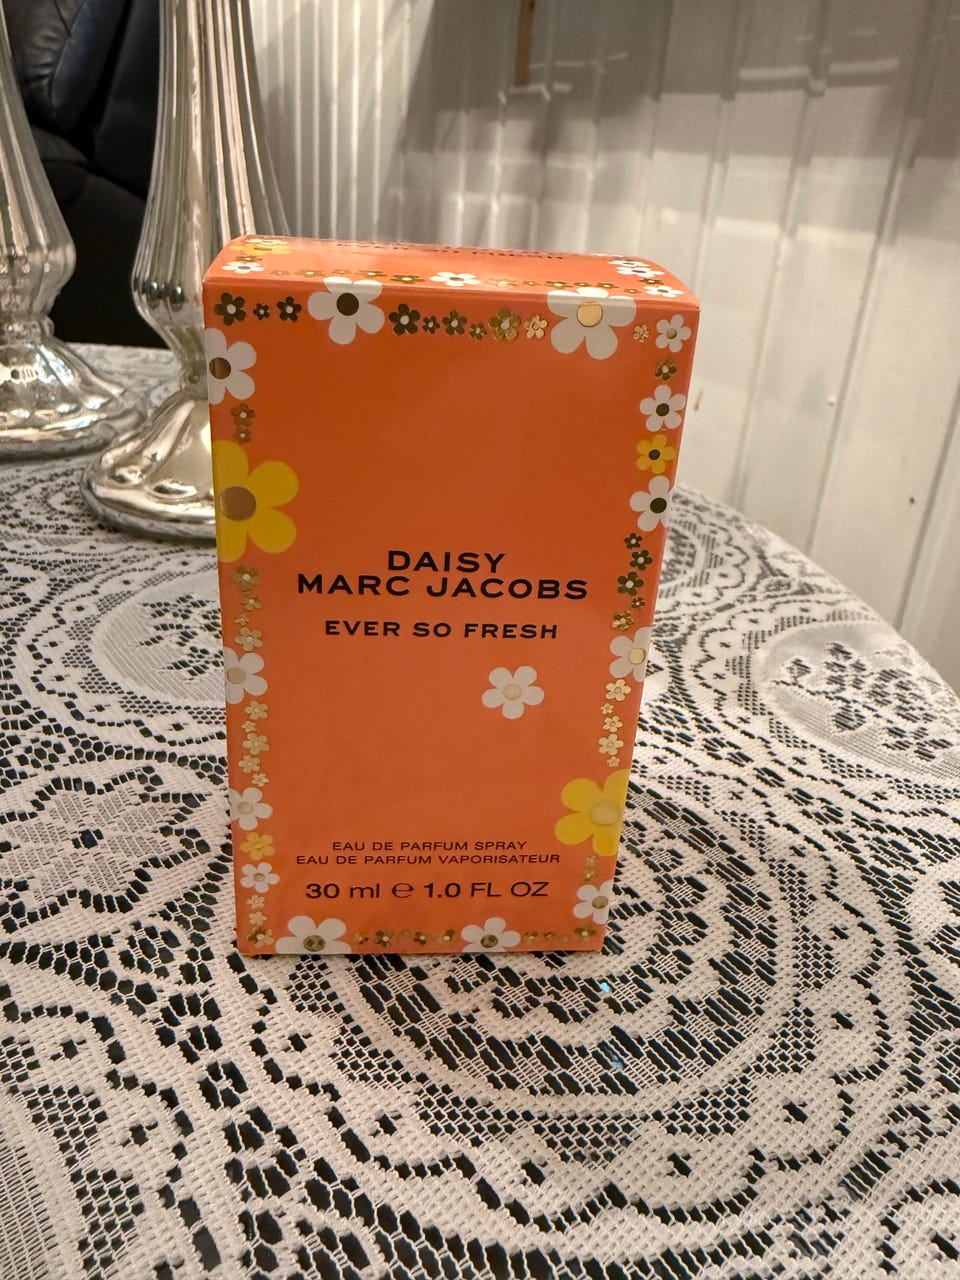 DAISY
MARC JACOBS
EVER SO FRESH
EAU DE PARFUM SPRAY
EAU DE PARFUM VAPORISATEUR
30 ml ℮ 1.0 FL OZ